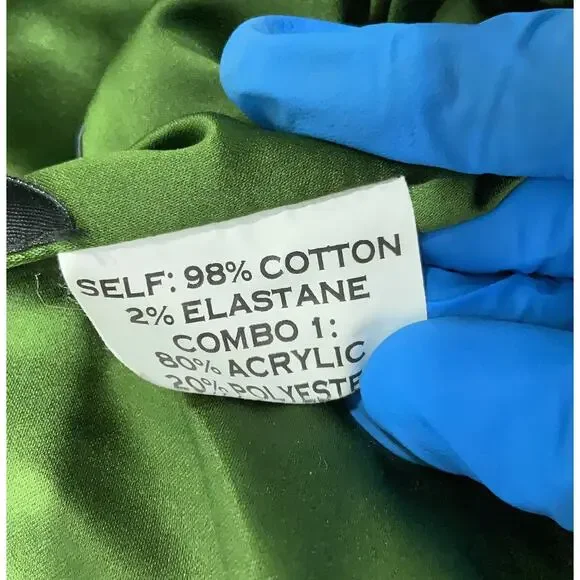 SELF: 98% COTTON
2% ELASTANE
COMBO 1:
80% ACRYLIC
20% POLYESTE